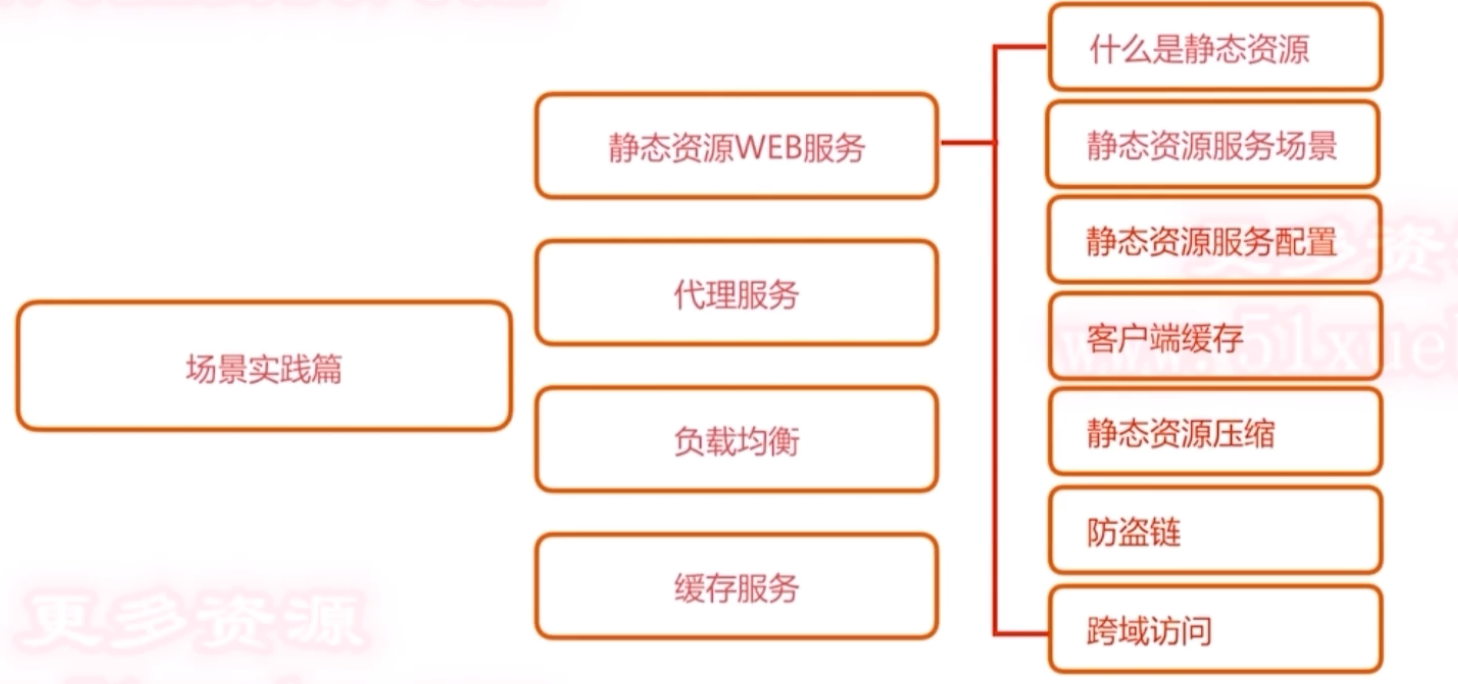 什么是静态资源
静态资源WEB服务
静态资源服务场景
静态资源服务配置
代理服务
客户端缓存
场景实践篇
负载均衡
静态资源压缩
防盗链
缓存服务
跨域访问
更多资源
更多资
www.51xue